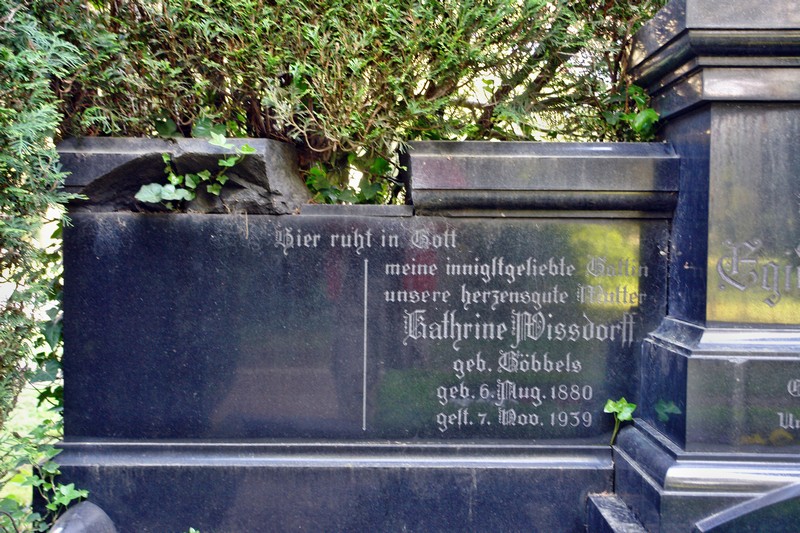 Hier ruht in Gott
meine innigstgeliebte Gattin
unsere herzensgute Mutter
Kathrine Wissdorff
geb. Göbbels
geb. 6. Aug. 1880
gest. 7. Nov. 1939
Egi